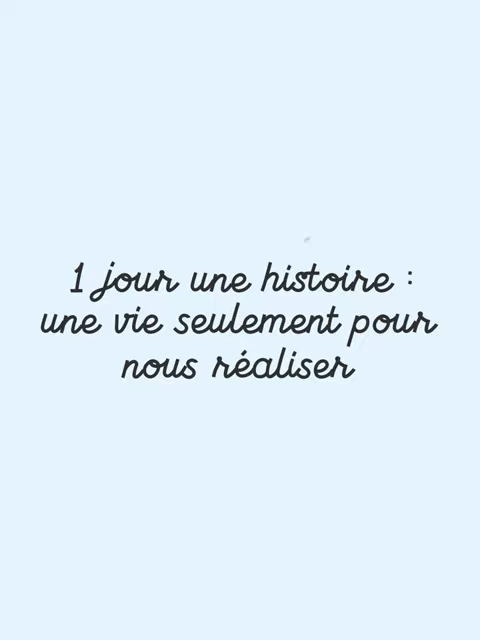 1 jour une histoire :
une vie seulement pour
nous réaliser